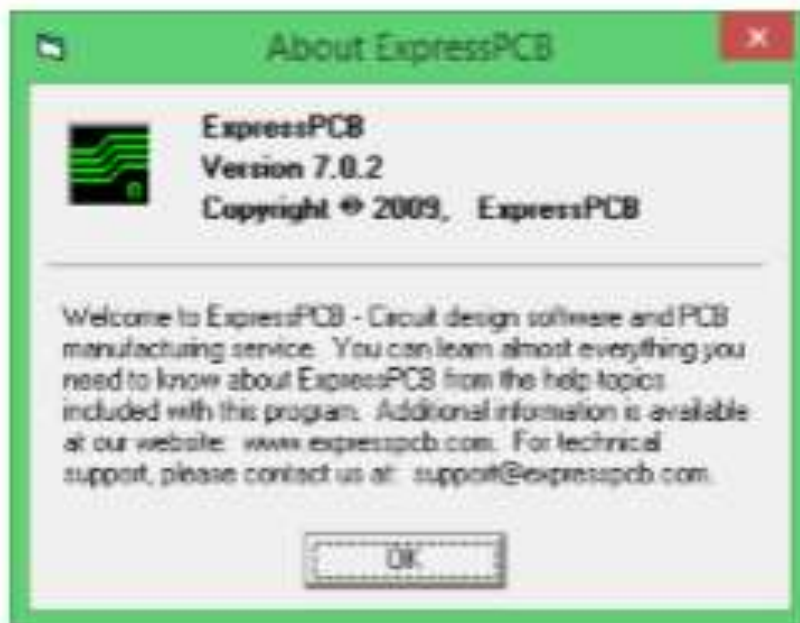 About ExpressPCB
ExpressPCB
Version 7.0.2
Copyright © 2009, ExpressPCB
Welcome to ExpressPCB - Circuit design software and PCB
manufacturing service. You can learn almost everything you
need to know about ExpressPCB from the help topics
included with this program. Additional information is available
at our website: www.expresspcb.com. For technical
support, please contact us at: support@expresspcb.com.
OK